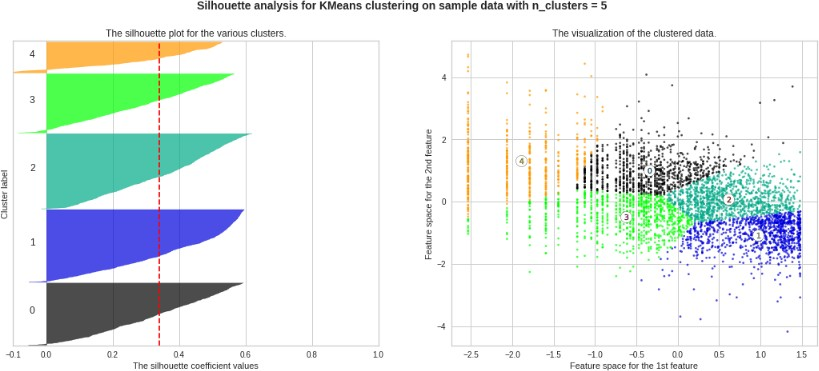 Silhouette analysis for KMeans clustering on sample data with n_clusters = 5
The silhouette plot for the various clusters.
Cluster label
4
3
2
1
0
−0.1 0.0 0.2 0.4 0.6 0.8 1.0
The silhouette coefficient values
The visualization of the clustered data.
Feature space for the 2nd feature
4
2
0
−2
−4
4
0
2
3
1
−2.5 −2.0 −1.5 −1.0 −0.5 0.0 0.5 1.0 1.5
Feature space for the 1st feature